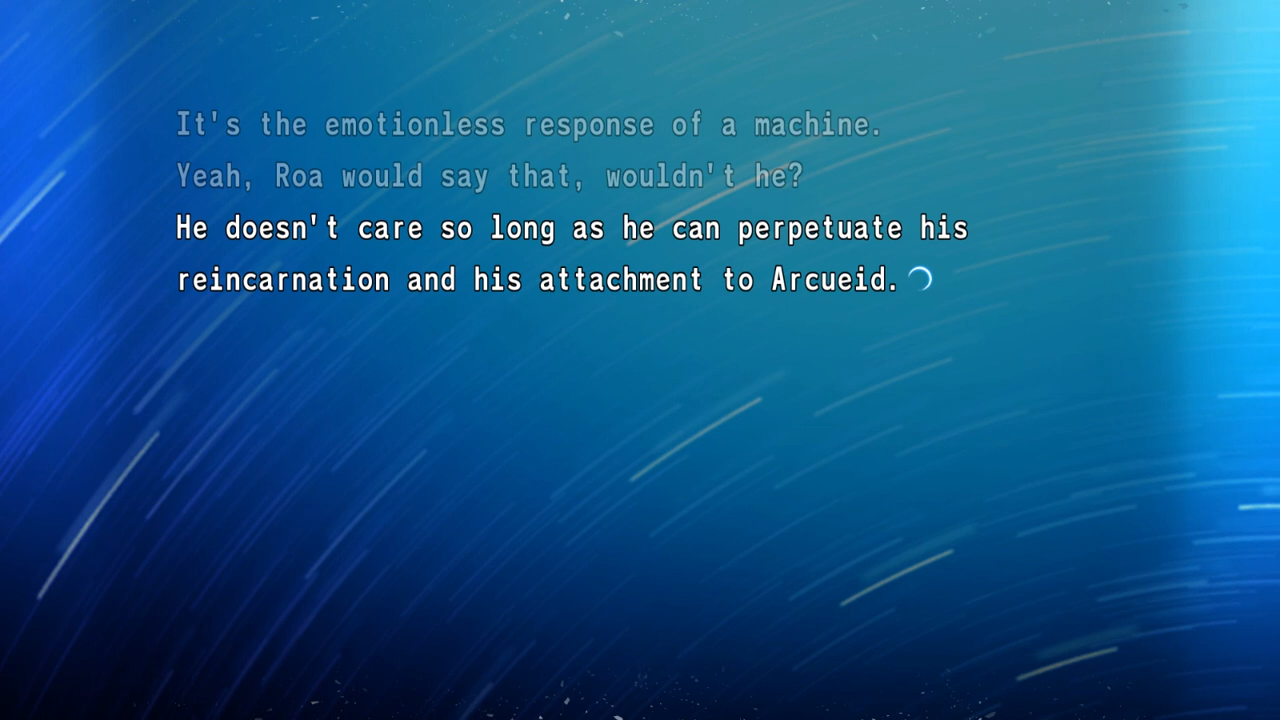 It's the emotionless response of a machine.
Yeah, Roa would say that, wouldn't he?
He doesn't care so long as he can perpetuate his
reincarnation and his attachment to Arcueid.